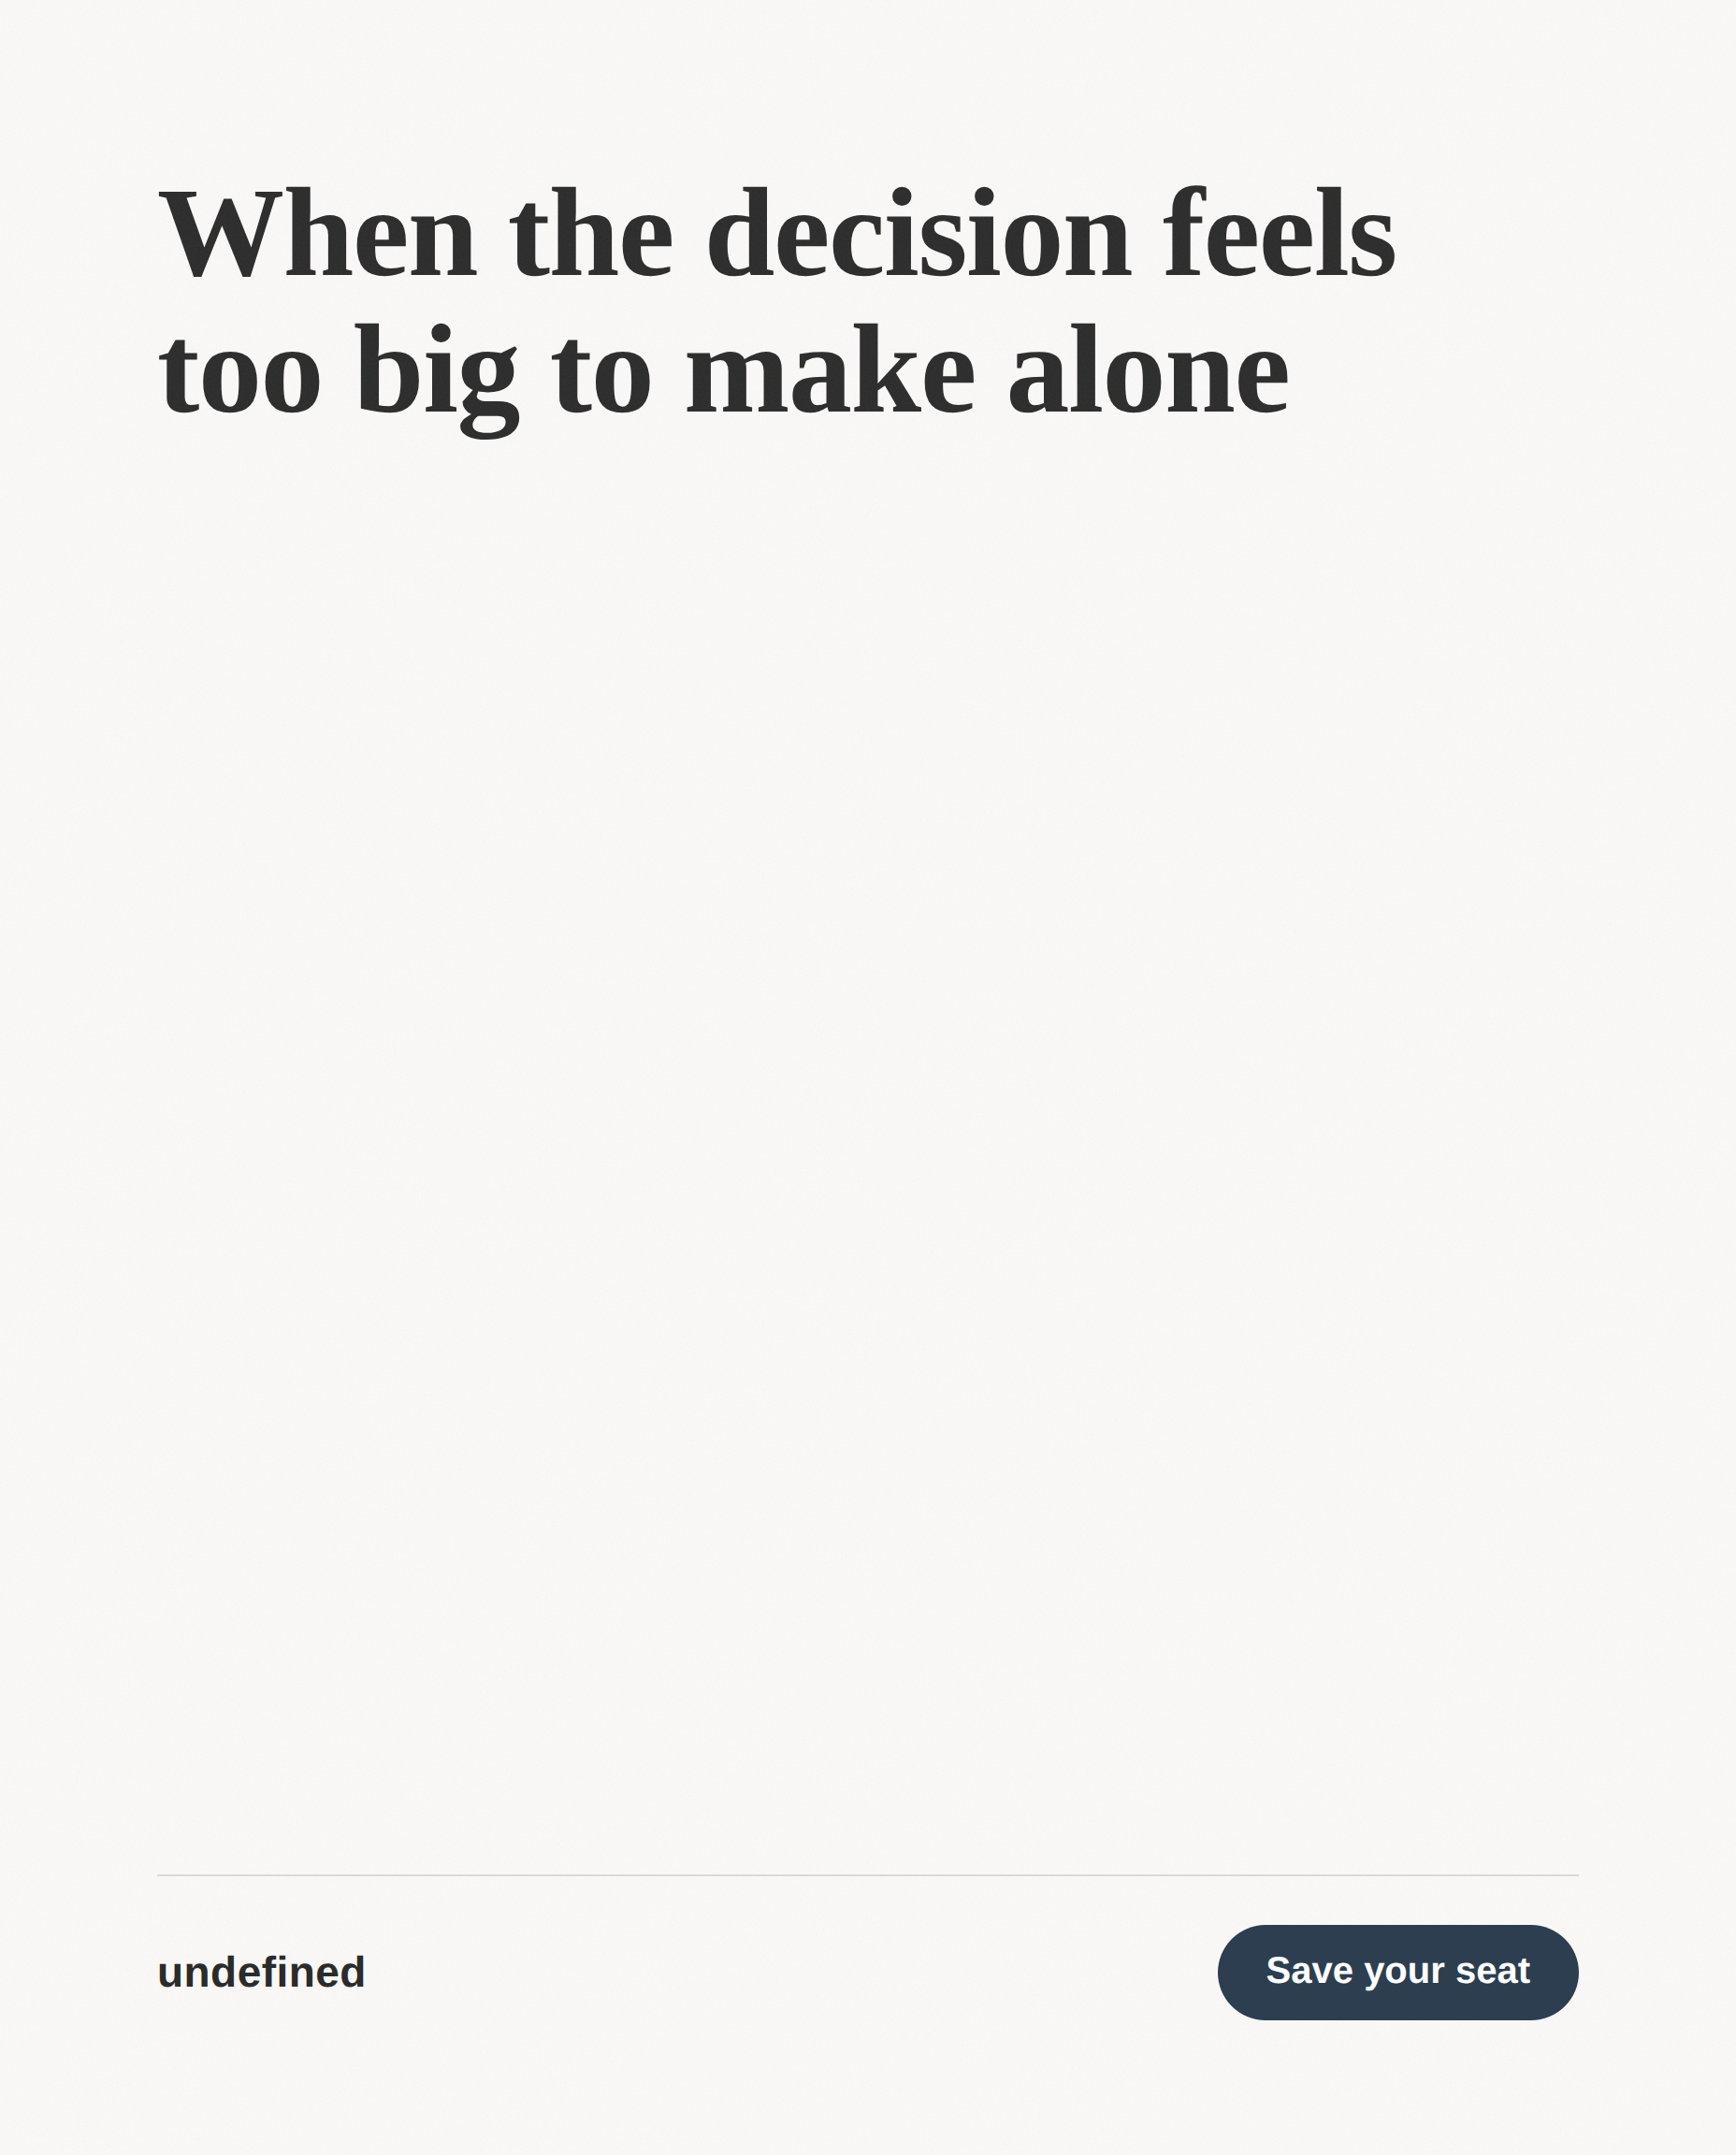 When the decision feels
too big to make alone
undefined
Save your seat